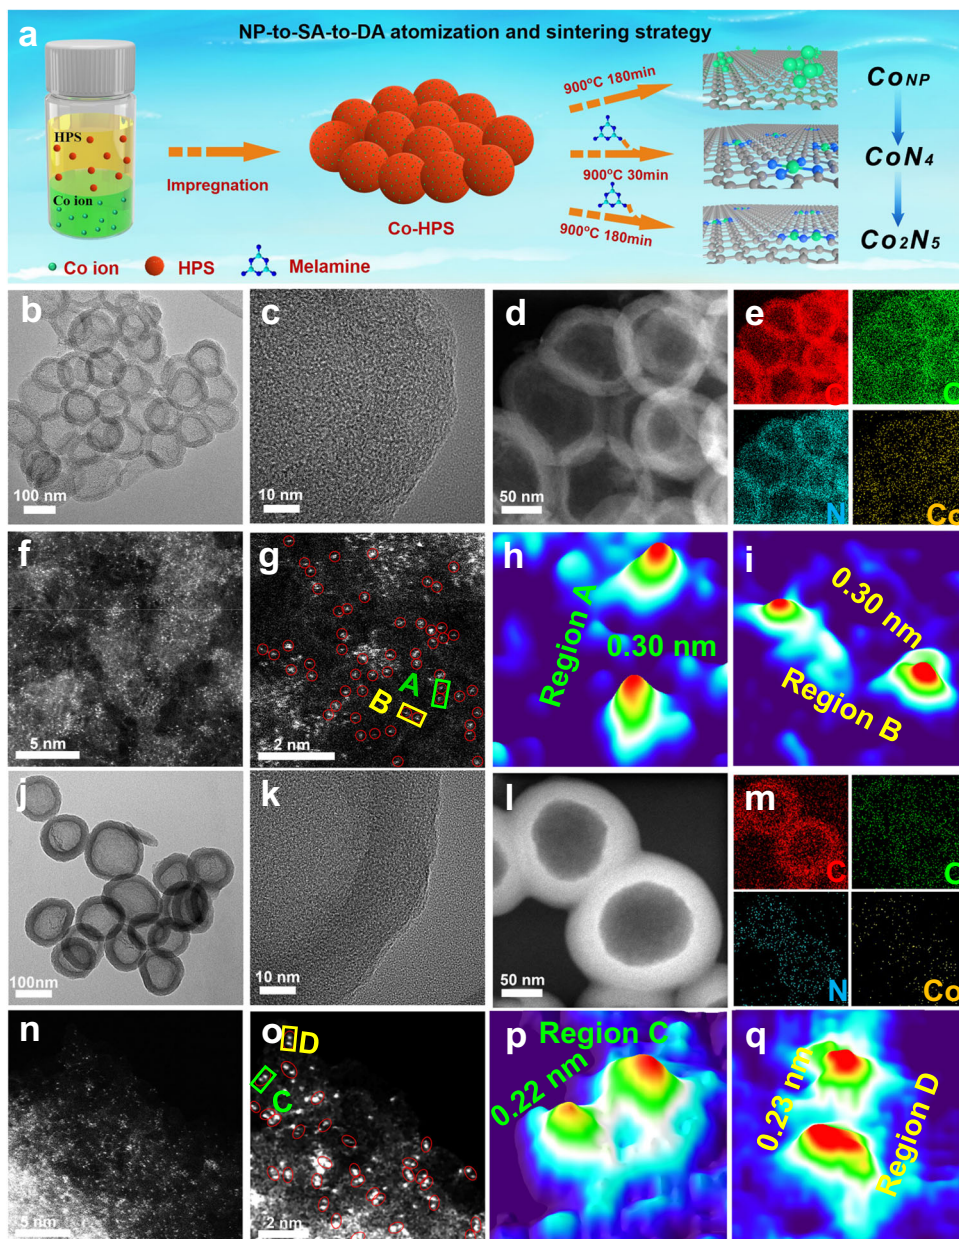 a
NP-to-SA-to-DA atomization and sintering strategy
HPS
Co ion
Impregnation
Co-HPS
900°C 180min
900°C 30min
900°C 180min
CoNP
CoN4
Co2N5
Co ion
HPS
Melamine
b
100 nm
c
10 nm
d
50 nm
e
C
O
N
Co
f
5 nm
g
A
B
2 nm
h
Region A
0.30 nm
i
0.30 nm
Region B
j
100nm
k
10 nm
l
50 nm
m
C
O
N
Co
n
5 nm
o
D
C
2 nm
p
Region C
0.22 nm
q
0.23 nm
Region D